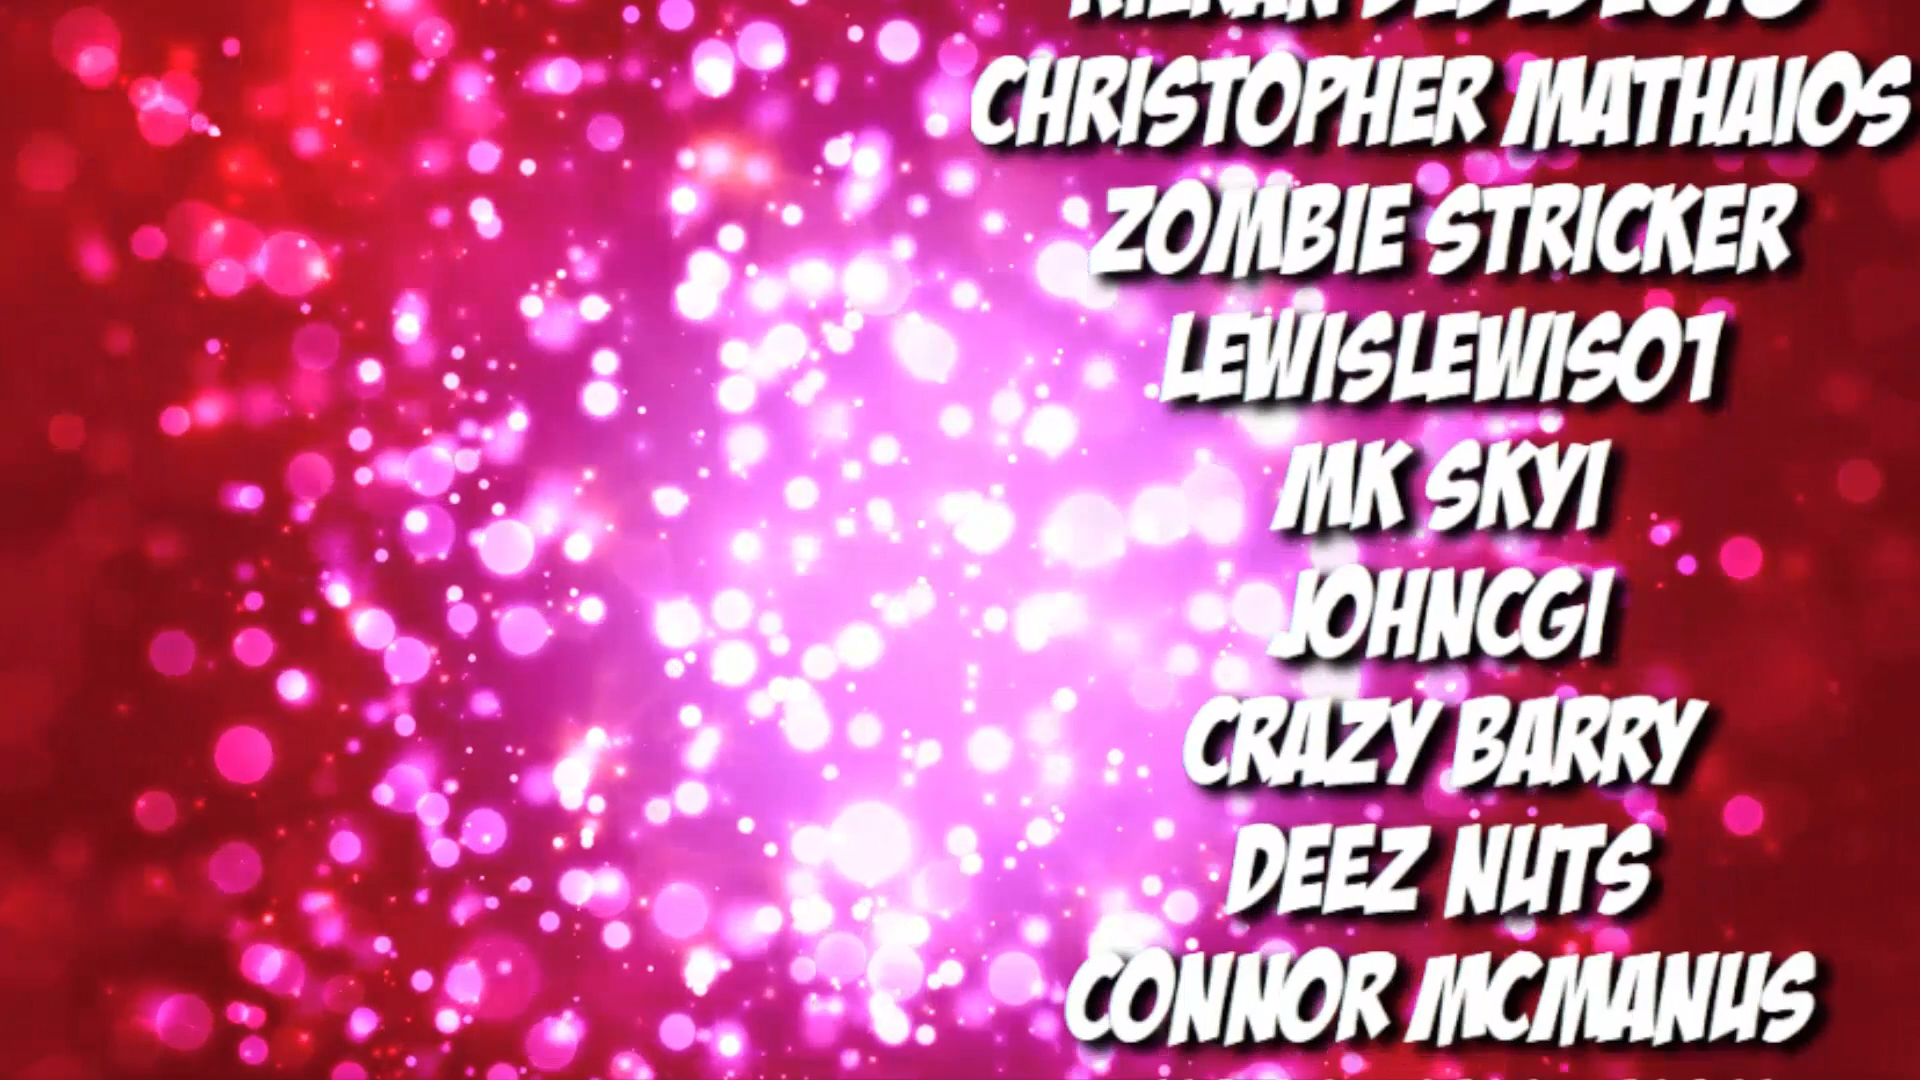 CHRISTOPHER MATHAIOS
ZOMBIE STRICKER
LEWISLEWIS01
MK SKYI
JOHNCGI
CRAZY BARRY
DEEZ NUTS
CONNOR MCMANUS